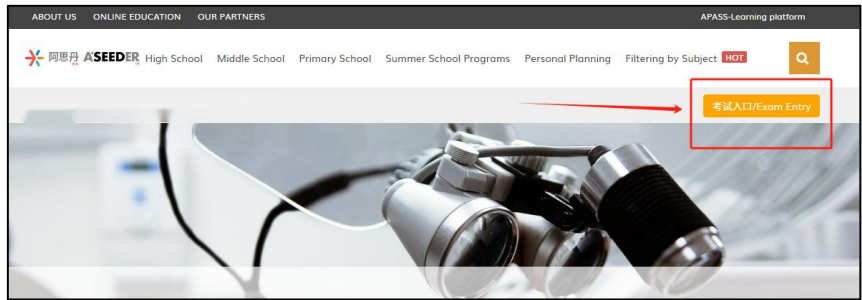 ABOUT US ONLINE EDUCATION OUR PARTNERS APASS-Learning platform
阿思丹 A'SEEDER High School Middle School Primary School Summer School Programs Personal Planning Filtering by Subject HOT
考试入口/Exam Entry